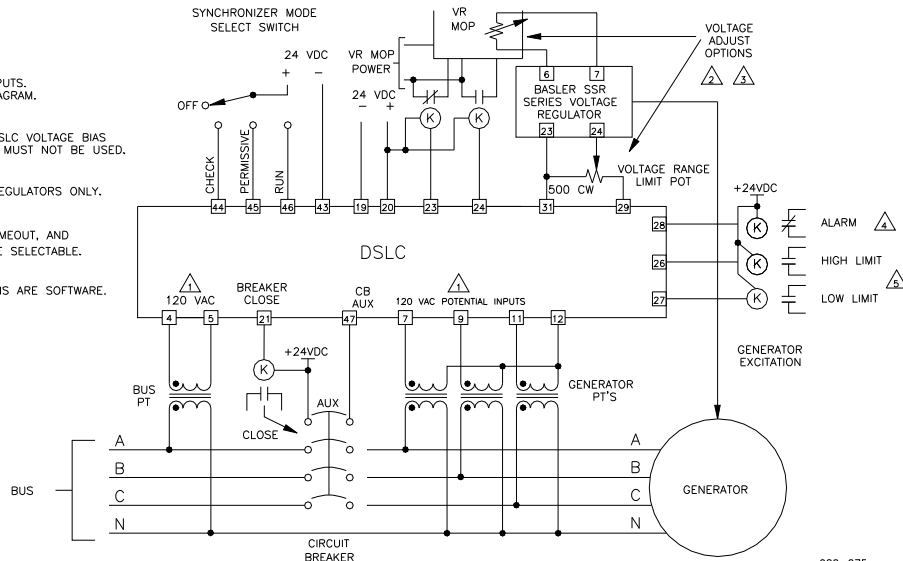 SYNCHRONIZER MODE
SELECT SWITCH
24 VDC
+ −
OFF
CHECK
PERMISSIVE
RUN
PUTS.
AGRAM.
DSLC VOLTAGE BIAS
MUST NOT BE USED.
EGULATORS ONLY.
MEOUT, AND
E SELECTABLE.
NS ARE SOFTWARE.
VR
MOP
VR MOP
POWER
24 VDC
− +
K
K
6
7
BASLER SSR
SERIES VOLTAGE
REGULATOR
23
24
VOLTAGE
ADJUST
OPTIONS
2
3
VOLTAGE RANGE
LIMIT POT
500 CW
44
45
46
43
19
20
23
24
31
29
DSLC
28
26
27
+24VDC
K
ALARM
4
K
HIGH LIMIT
K
LOW LIMIT
5
1
120 VAC
BREAKER
CLOSE
CB
AUX
1
120 VAC POTENTIAL INPUTS
4
5
21
47
7
9
11
12
+24VDC
K
BUS
PT
CLOSE
AUX
GENERATOR
PT'S
GENERATOR
EXCITATION
A
B
C
N
BUS
A
B
C
N
GENERATOR
CIRCUIT
BREAKER